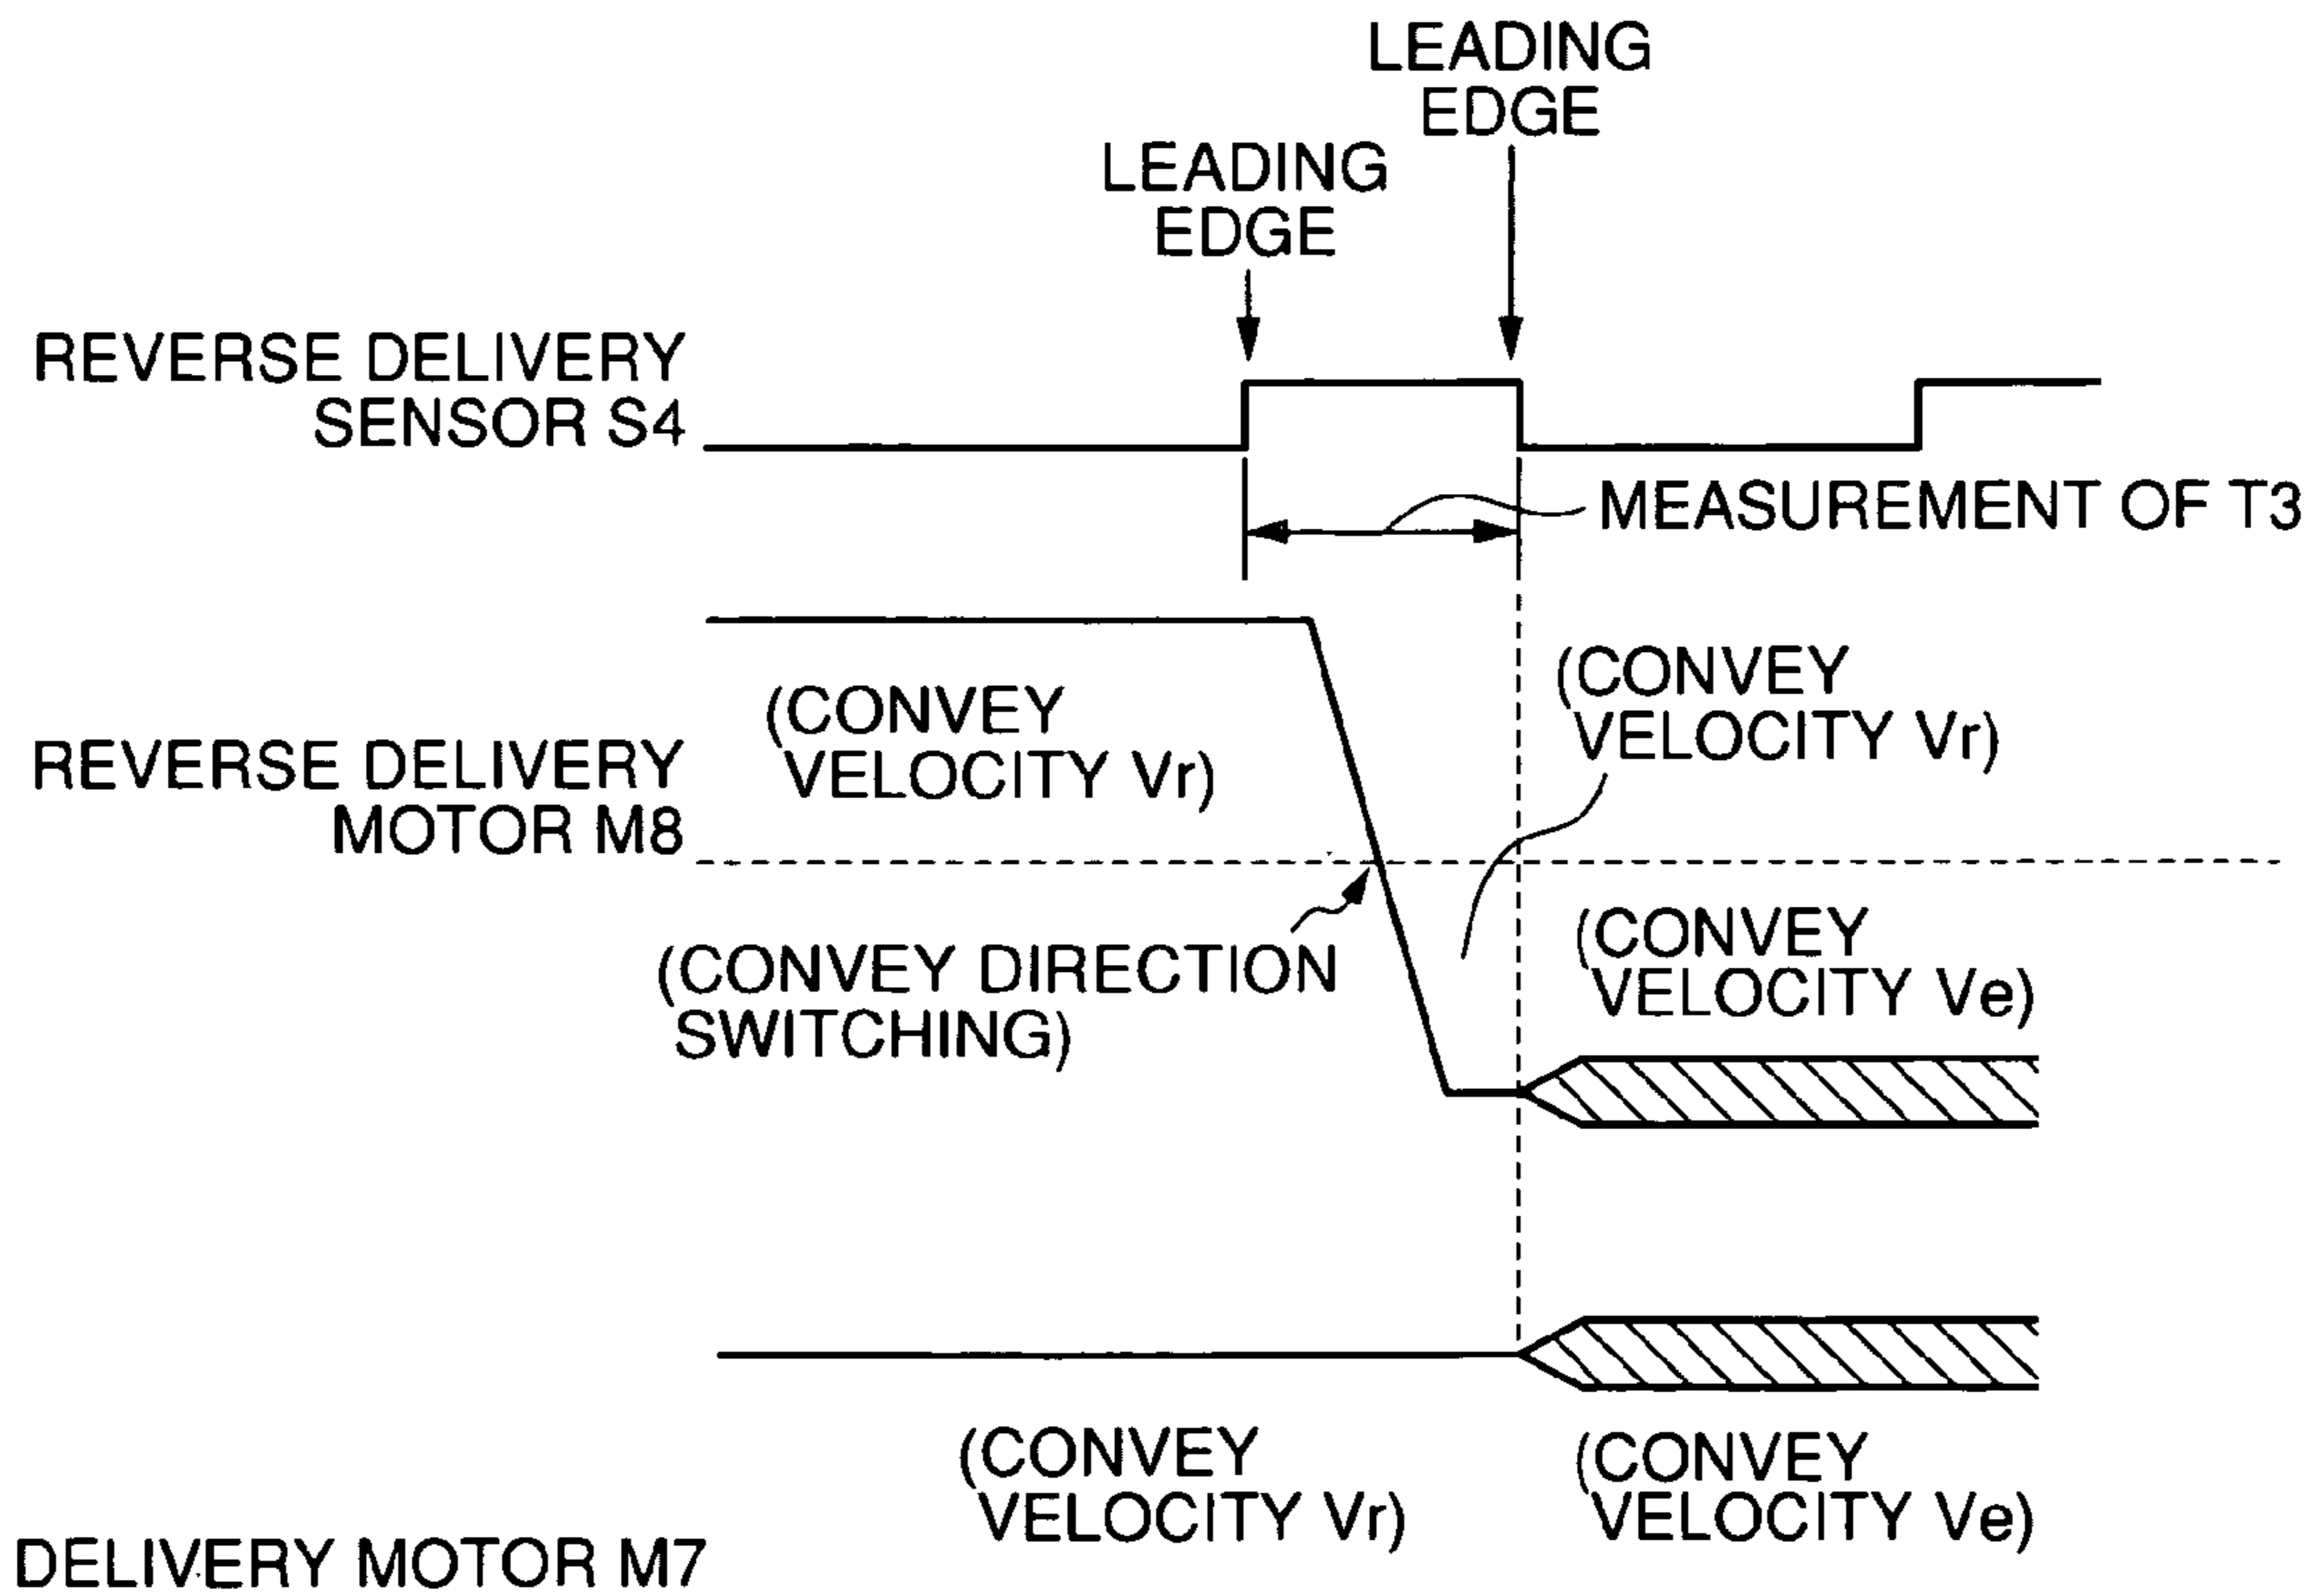 LEADING
EDGE
LEADING
EDGE
REVERSE DELIVERY
SENSOR S4
MEASUREMENT OF T3
(CONVEY
VELOCITY Vr)
(CONVEY
VELOCITY Vr)
REVERSE DELIVERY
MOTOR M8
(CONVEY DIRECTION
SWITCHING)
(CONVEY
VELOCITY Ve)
(CONVEY
VELOCITY Vr)
(CONVEY
VELOCITY Ve)
DELIVERY MOTOR M7